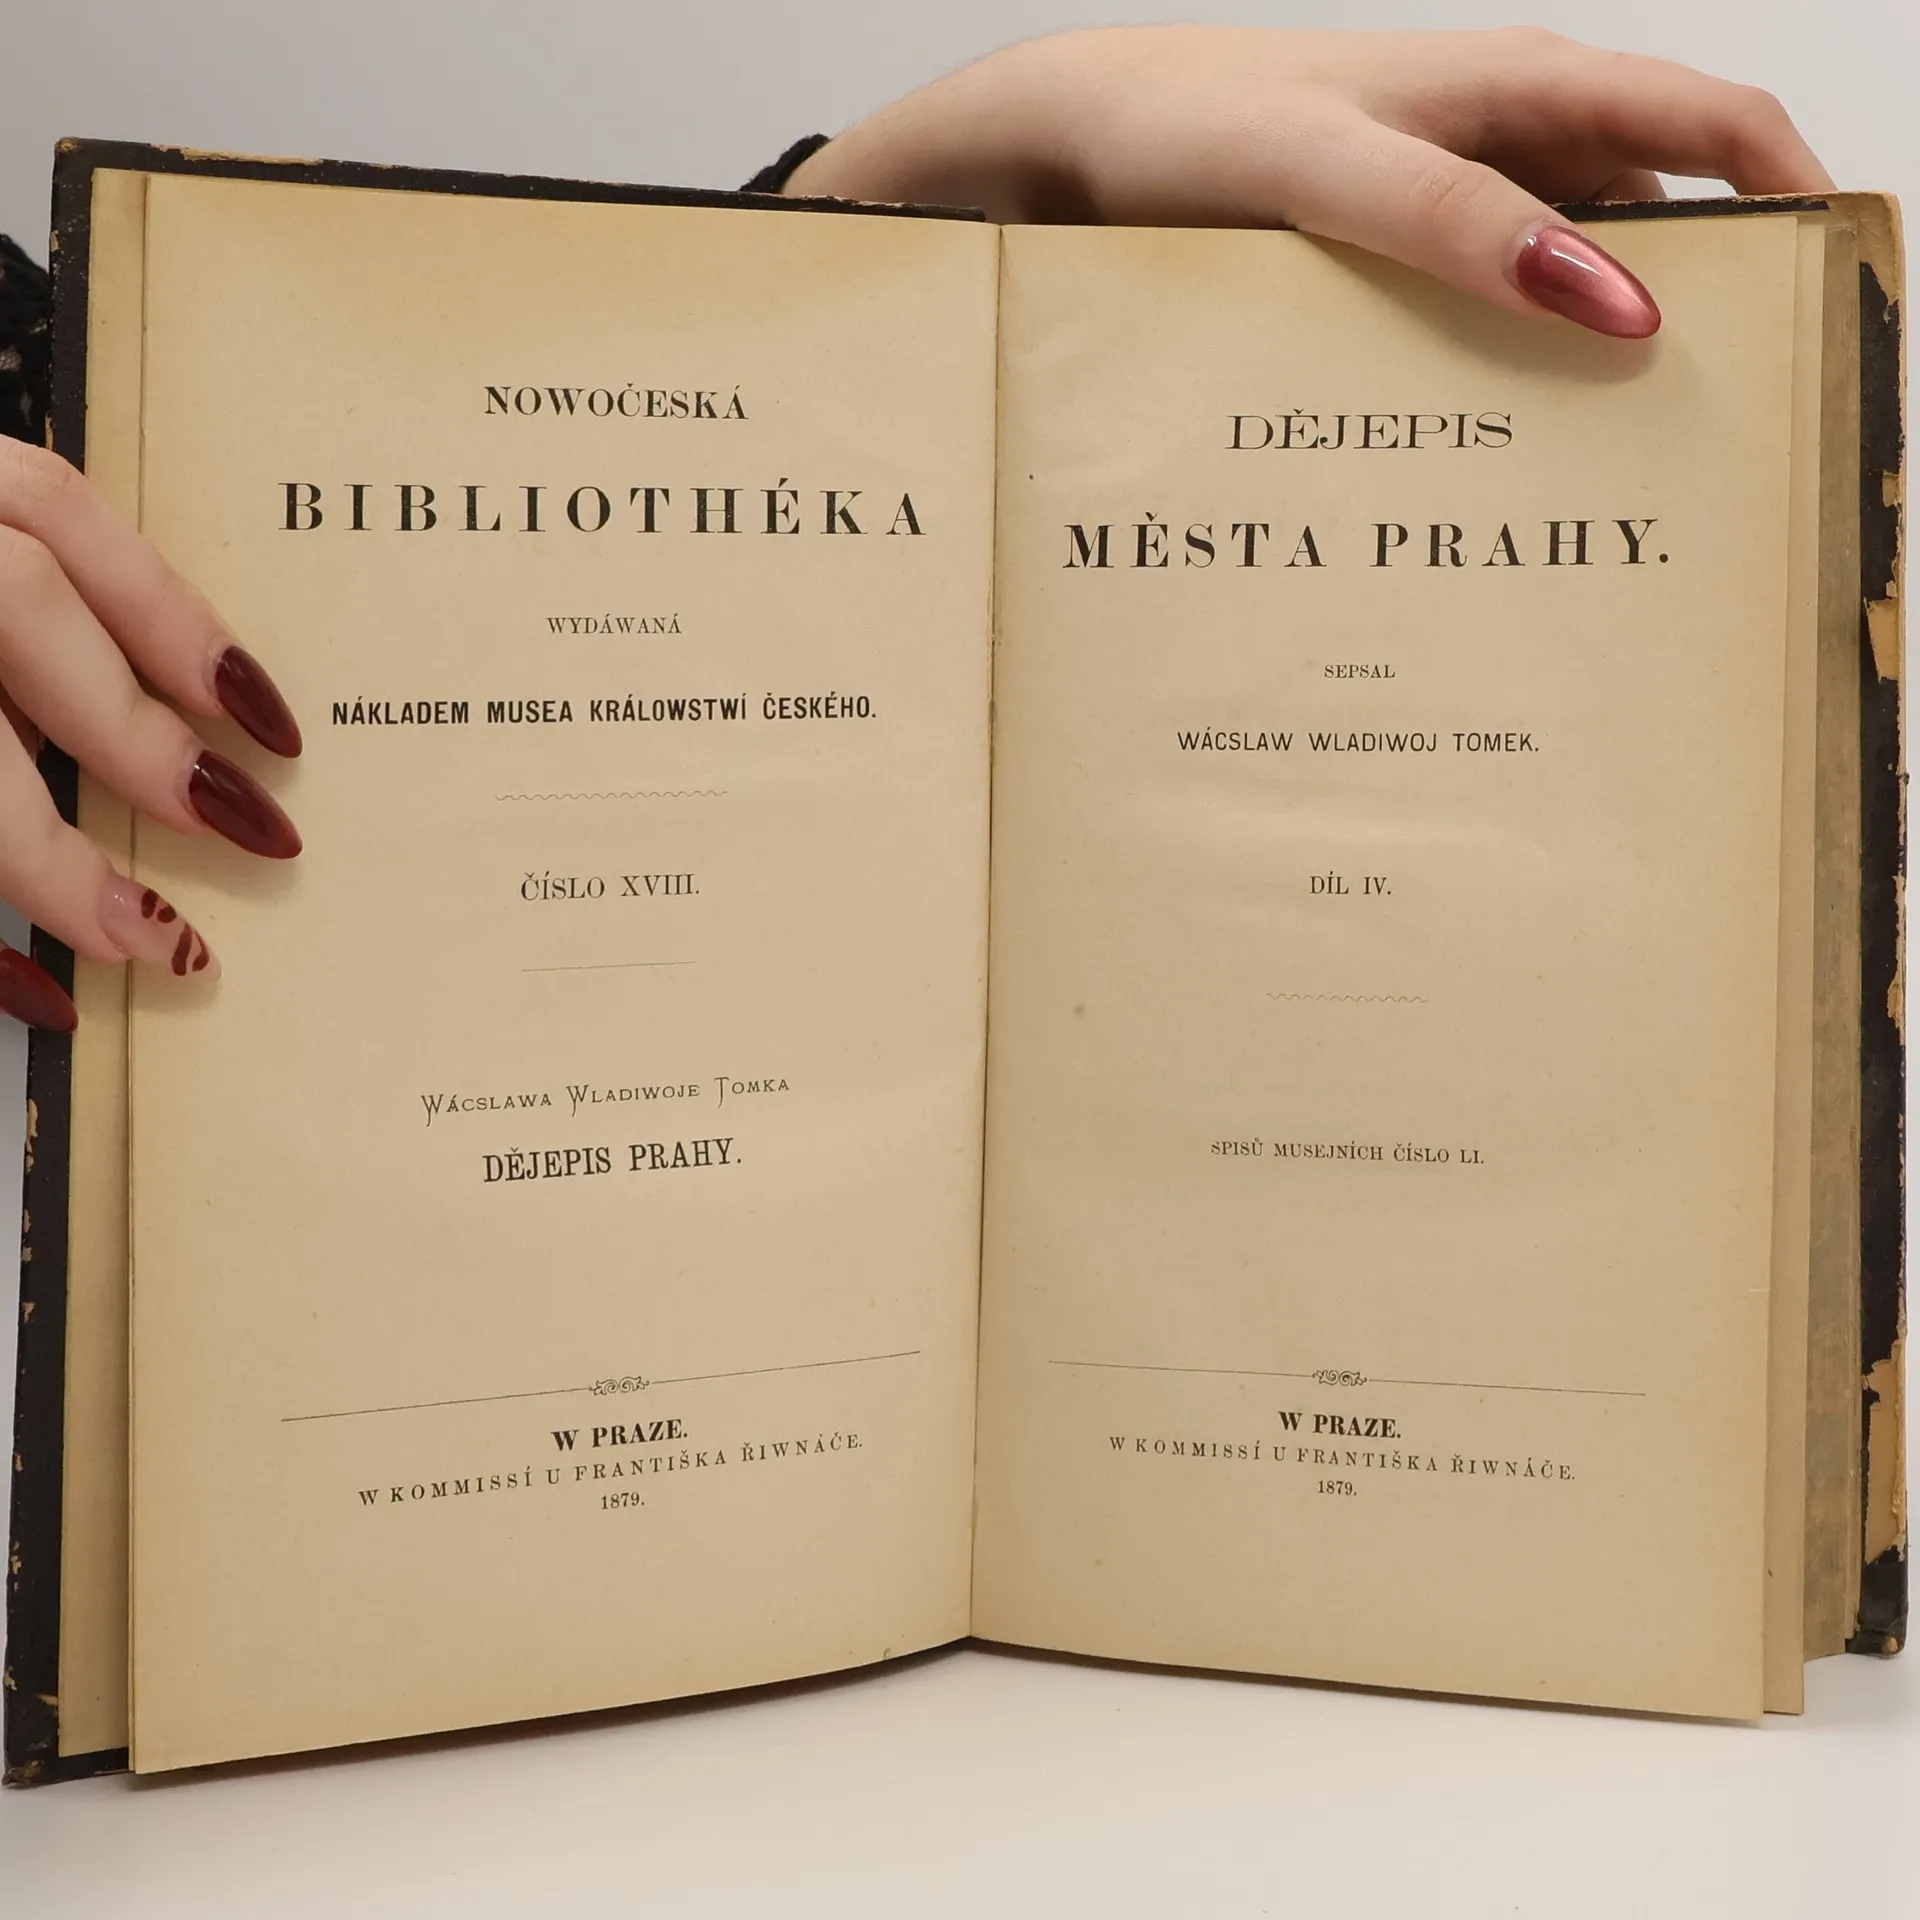 NOWOČESKÁ
BIBLIOTHÉKA
WYDÁWANÁ
NÁKLADEM MUSEA KRÁLOWSTWÍ ČESKÉHO.
ČÍSLO XVIII.
WÁCSLAWA WLADIWOJE TOMKA
DĚJEPIS PRAHY.
W PRAZE.
W KOMMISSÍ U FRANTIŠKA ŘIWNÁČE.
1879.
DĚJEPIS
MĚSTA PRAHY.
SEPSAL
WÁCSLAW WLADIWOJ TOMEK.
DÍL IV.
SPISŮ MUSEJNÍCH ČÍSLO LI.
W PRAZE.
W KOMMISSÍ U FRANTIŠKA ŘIWNÁČE.
1879.